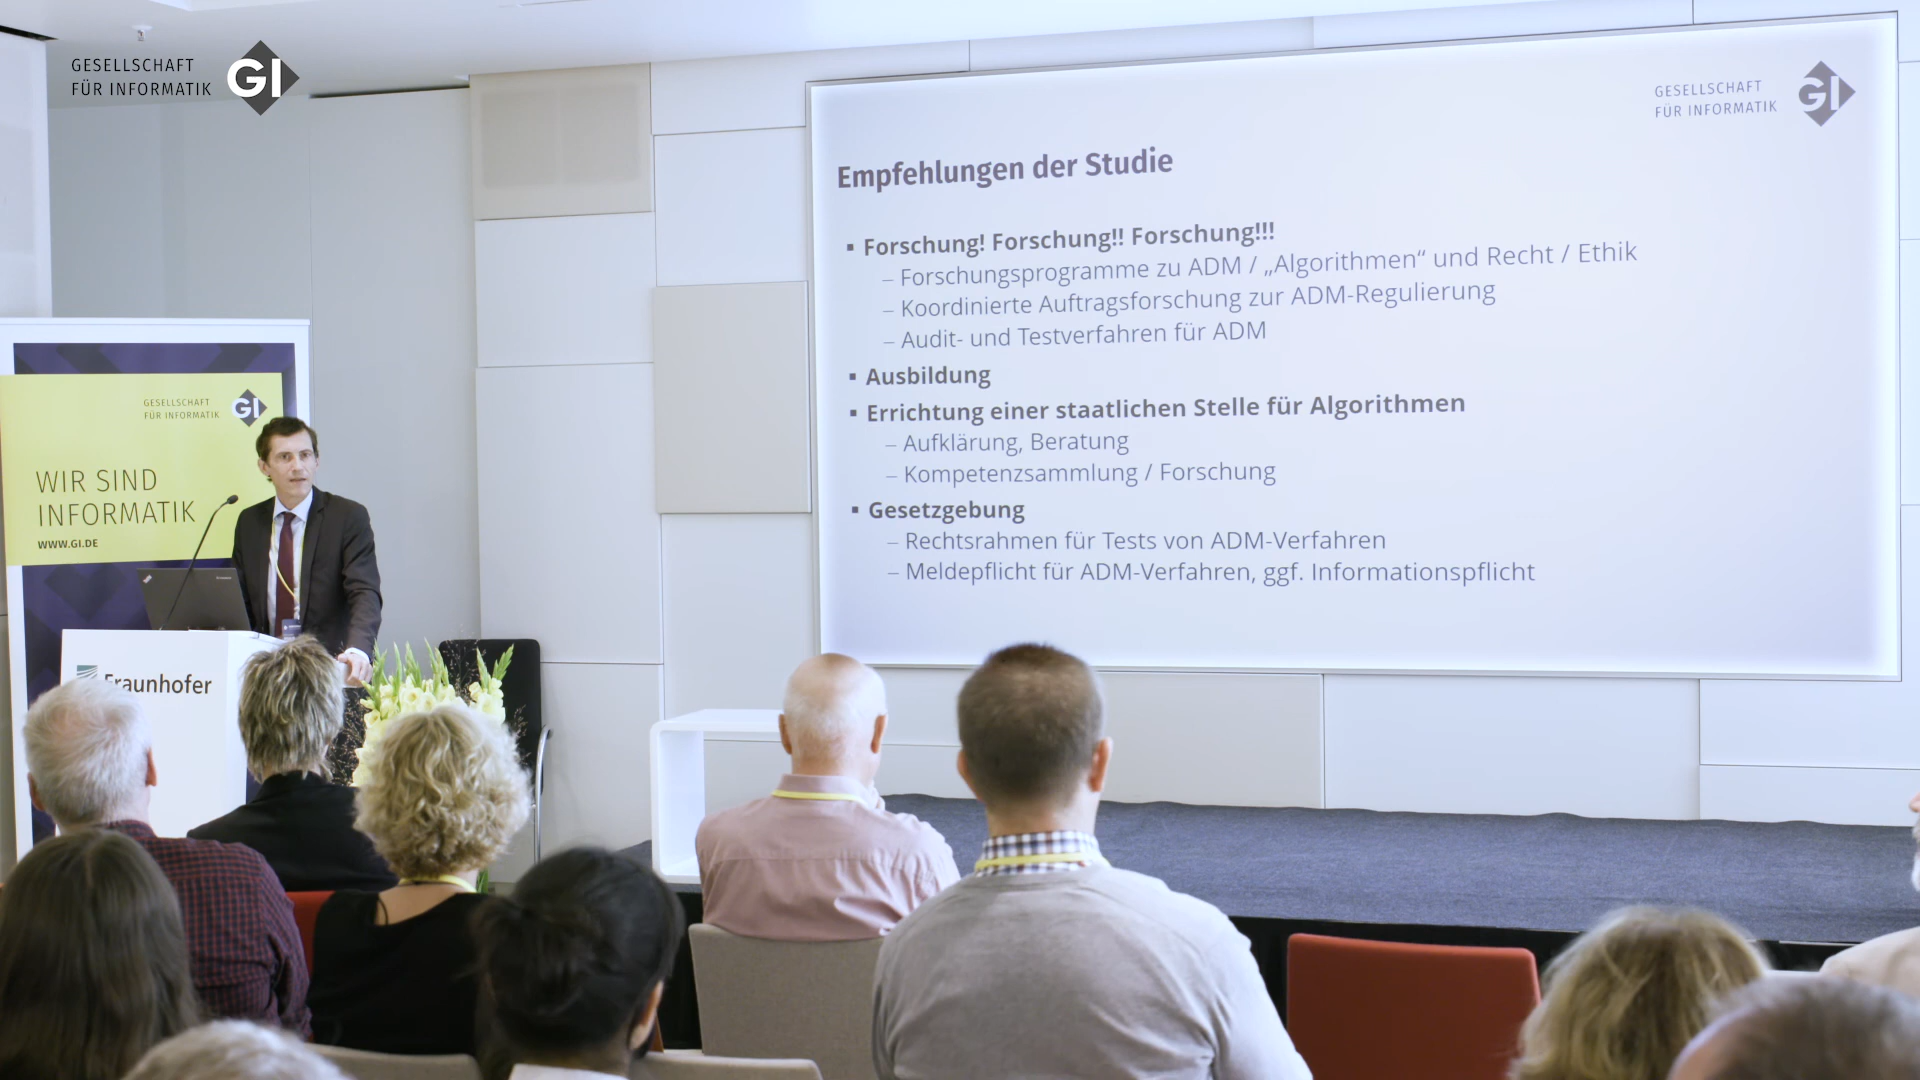 GESELLSCHAFT
FÜR INFORMATIK
GI
GESELLSCHAFT
FÜR INFORMATIK
GI
Empfehlungen der Studie
▪ Forschung! Forschung!! Forschung!!!
– Forschungsprogramme zu ADM / „Algorithmen“ und Recht / Ethik
– Koordinierte Auftragsforschung zur ADM-Regulierung
– Audit- und Testverfahren für ADM
▪ Ausbildung
▪ Errichtung einer staatlichen Stelle für Algorithmen
– Aufklärung, Beratung
– Kompetenzsammlung / Forschung
▪ Gesetzgebung
– Rechtsrahmen für Tests von ADM-Verfahren
– Meldepflicht für ADM-Verfahren, ggf. Informationspflicht
GESELLSCHAFT
FÜR INFORMATIK
GI
WIR SIND
INFORMATIK
WWW.GI.DE
Fraunhofer